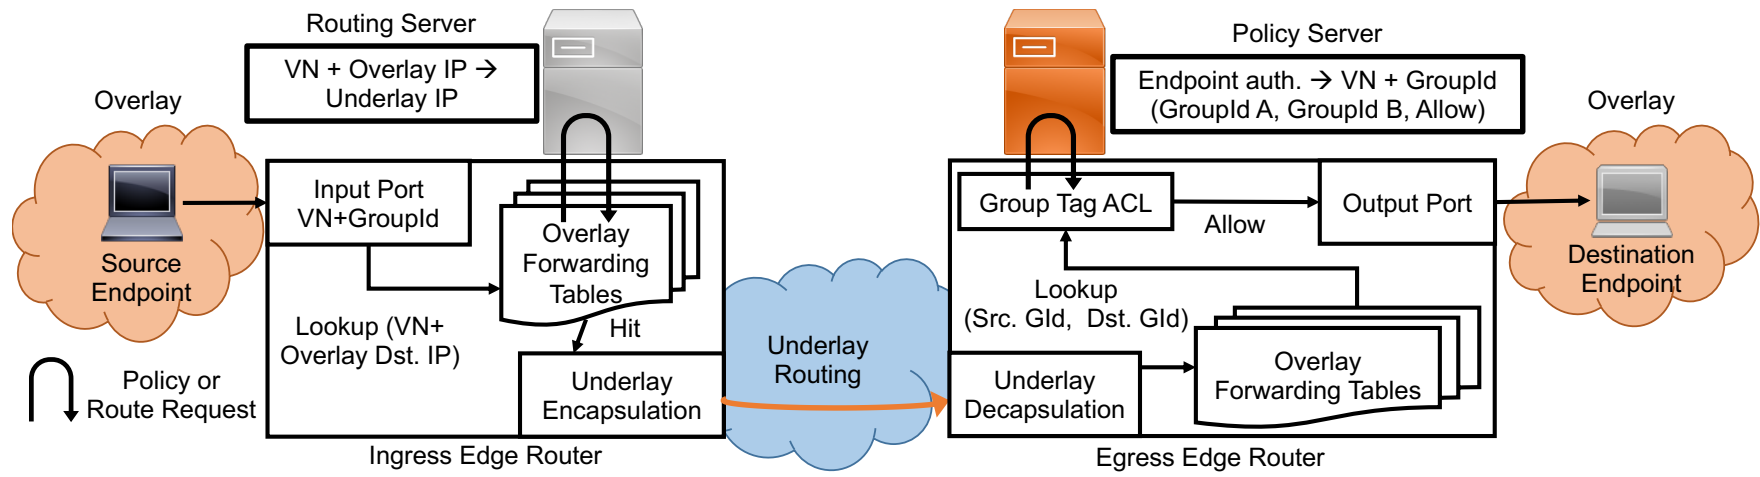 Routing Server
VN + Overlay IP →
Underlay IP
Policy Server
Endpoint auth. → VN + GroupId
(GroupId A, GroupId B, Allow)
Overlay
Source
Endpoint
Input Port
VN+GroupId
Overlay
Forwarding
Tables
Lookup (VN+
Overlay Dst. IP)
Hit
Underlay
Encapsulation
Ingress Edge Router
Policy or
Route Request
Underlay
Routing
Group Tag ACL
Allow
Output Port
Lookup
(Src. GId, Dst. GId)
Underlay
Decapsulation
Overlay
Forwarding Tables
Egress Edge Router
Overlay
Destination
Endpoint